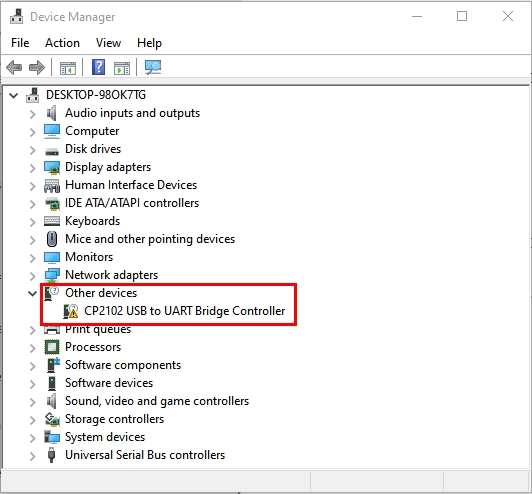 Device Manager
File Action View Help
DESKTOP-98OK7TG
Audio inputs and outputs
Computer
Disk drives
Display adapters
Human Interface Devices
IDE ATA/ATAPI controllers
Keyboards
Mice and other pointing devices
Monitors
Network adapters
Other devices
CP2102 USB to UART Bridge Controller
Print queues
Processors
Software components
Software devices
Sound, video and game controllers
Storage controllers
System devices
Universal Serial Bus controllers